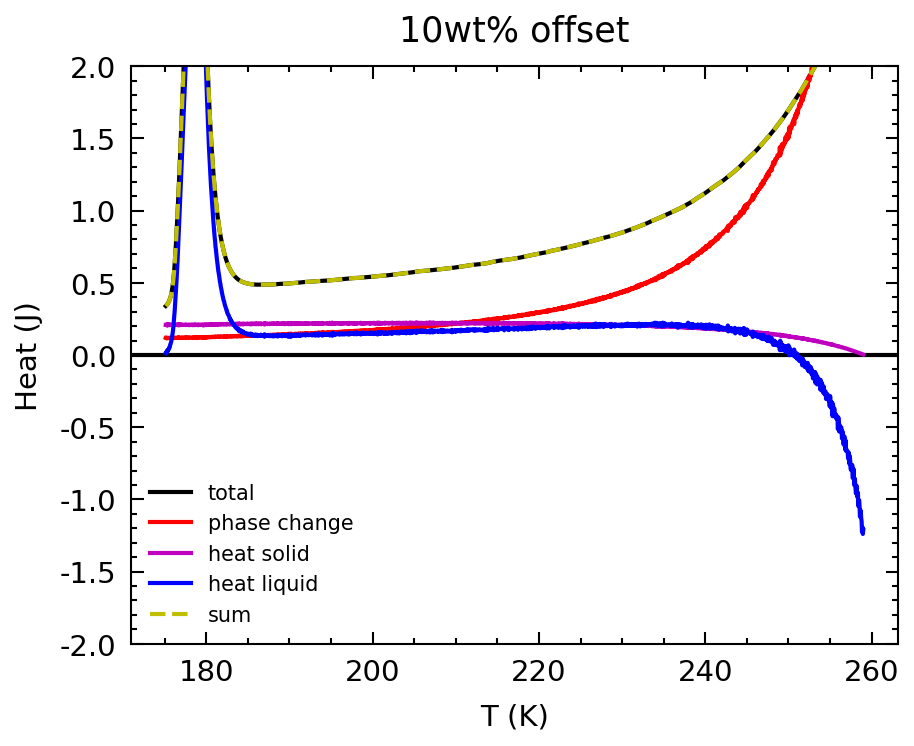 10wt% offset
2.0
1.5
1.0
0.5
0.0
-0.5
-1.0
-1.5
-2.0
Heat (J)
total
phase change
heat solid
heat liquid
sum
180 200 220 240 260
T (K)